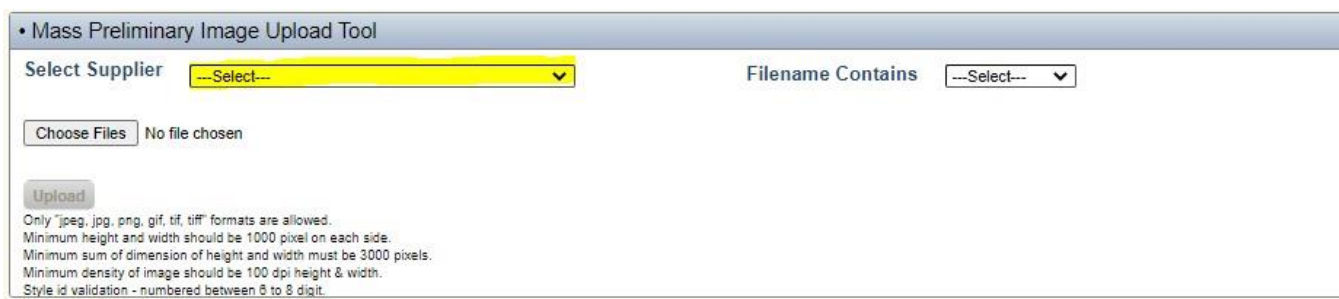 • Mass Preliminary Image Upload Tool
Select Supplier ---Select--- Filename Contains ---Select---
Choose Files No file chosen
Upload
Only "jpeg, jpg, png, gif, tif, tiff" formats are allowed.
Minimum height and width should be 1000 pixel on each side.
Minimum sum of dimension of height and width must be 3000 pixels.
Minimum density of image should be 100 dpi height & width.
Style id validation - numbered between 6 to 8 digit.